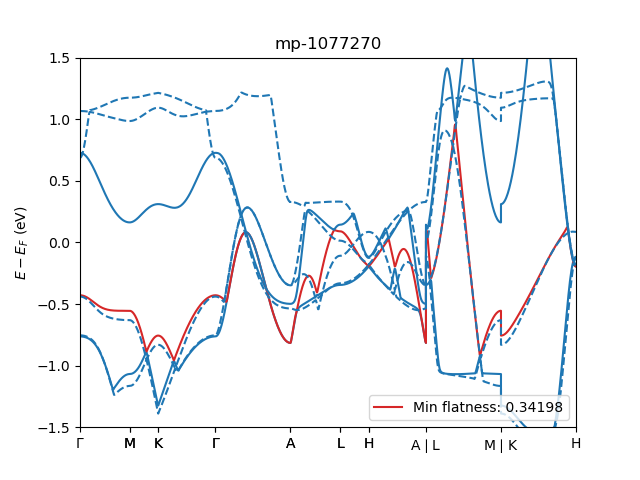 mp-1077270
E − E_F (eV)
1.5
1.0
0.5
0.0
−0.5
−1.0
−1.5
Min flatness: 0.34198
Γ M K Γ A L H A | L M | K H